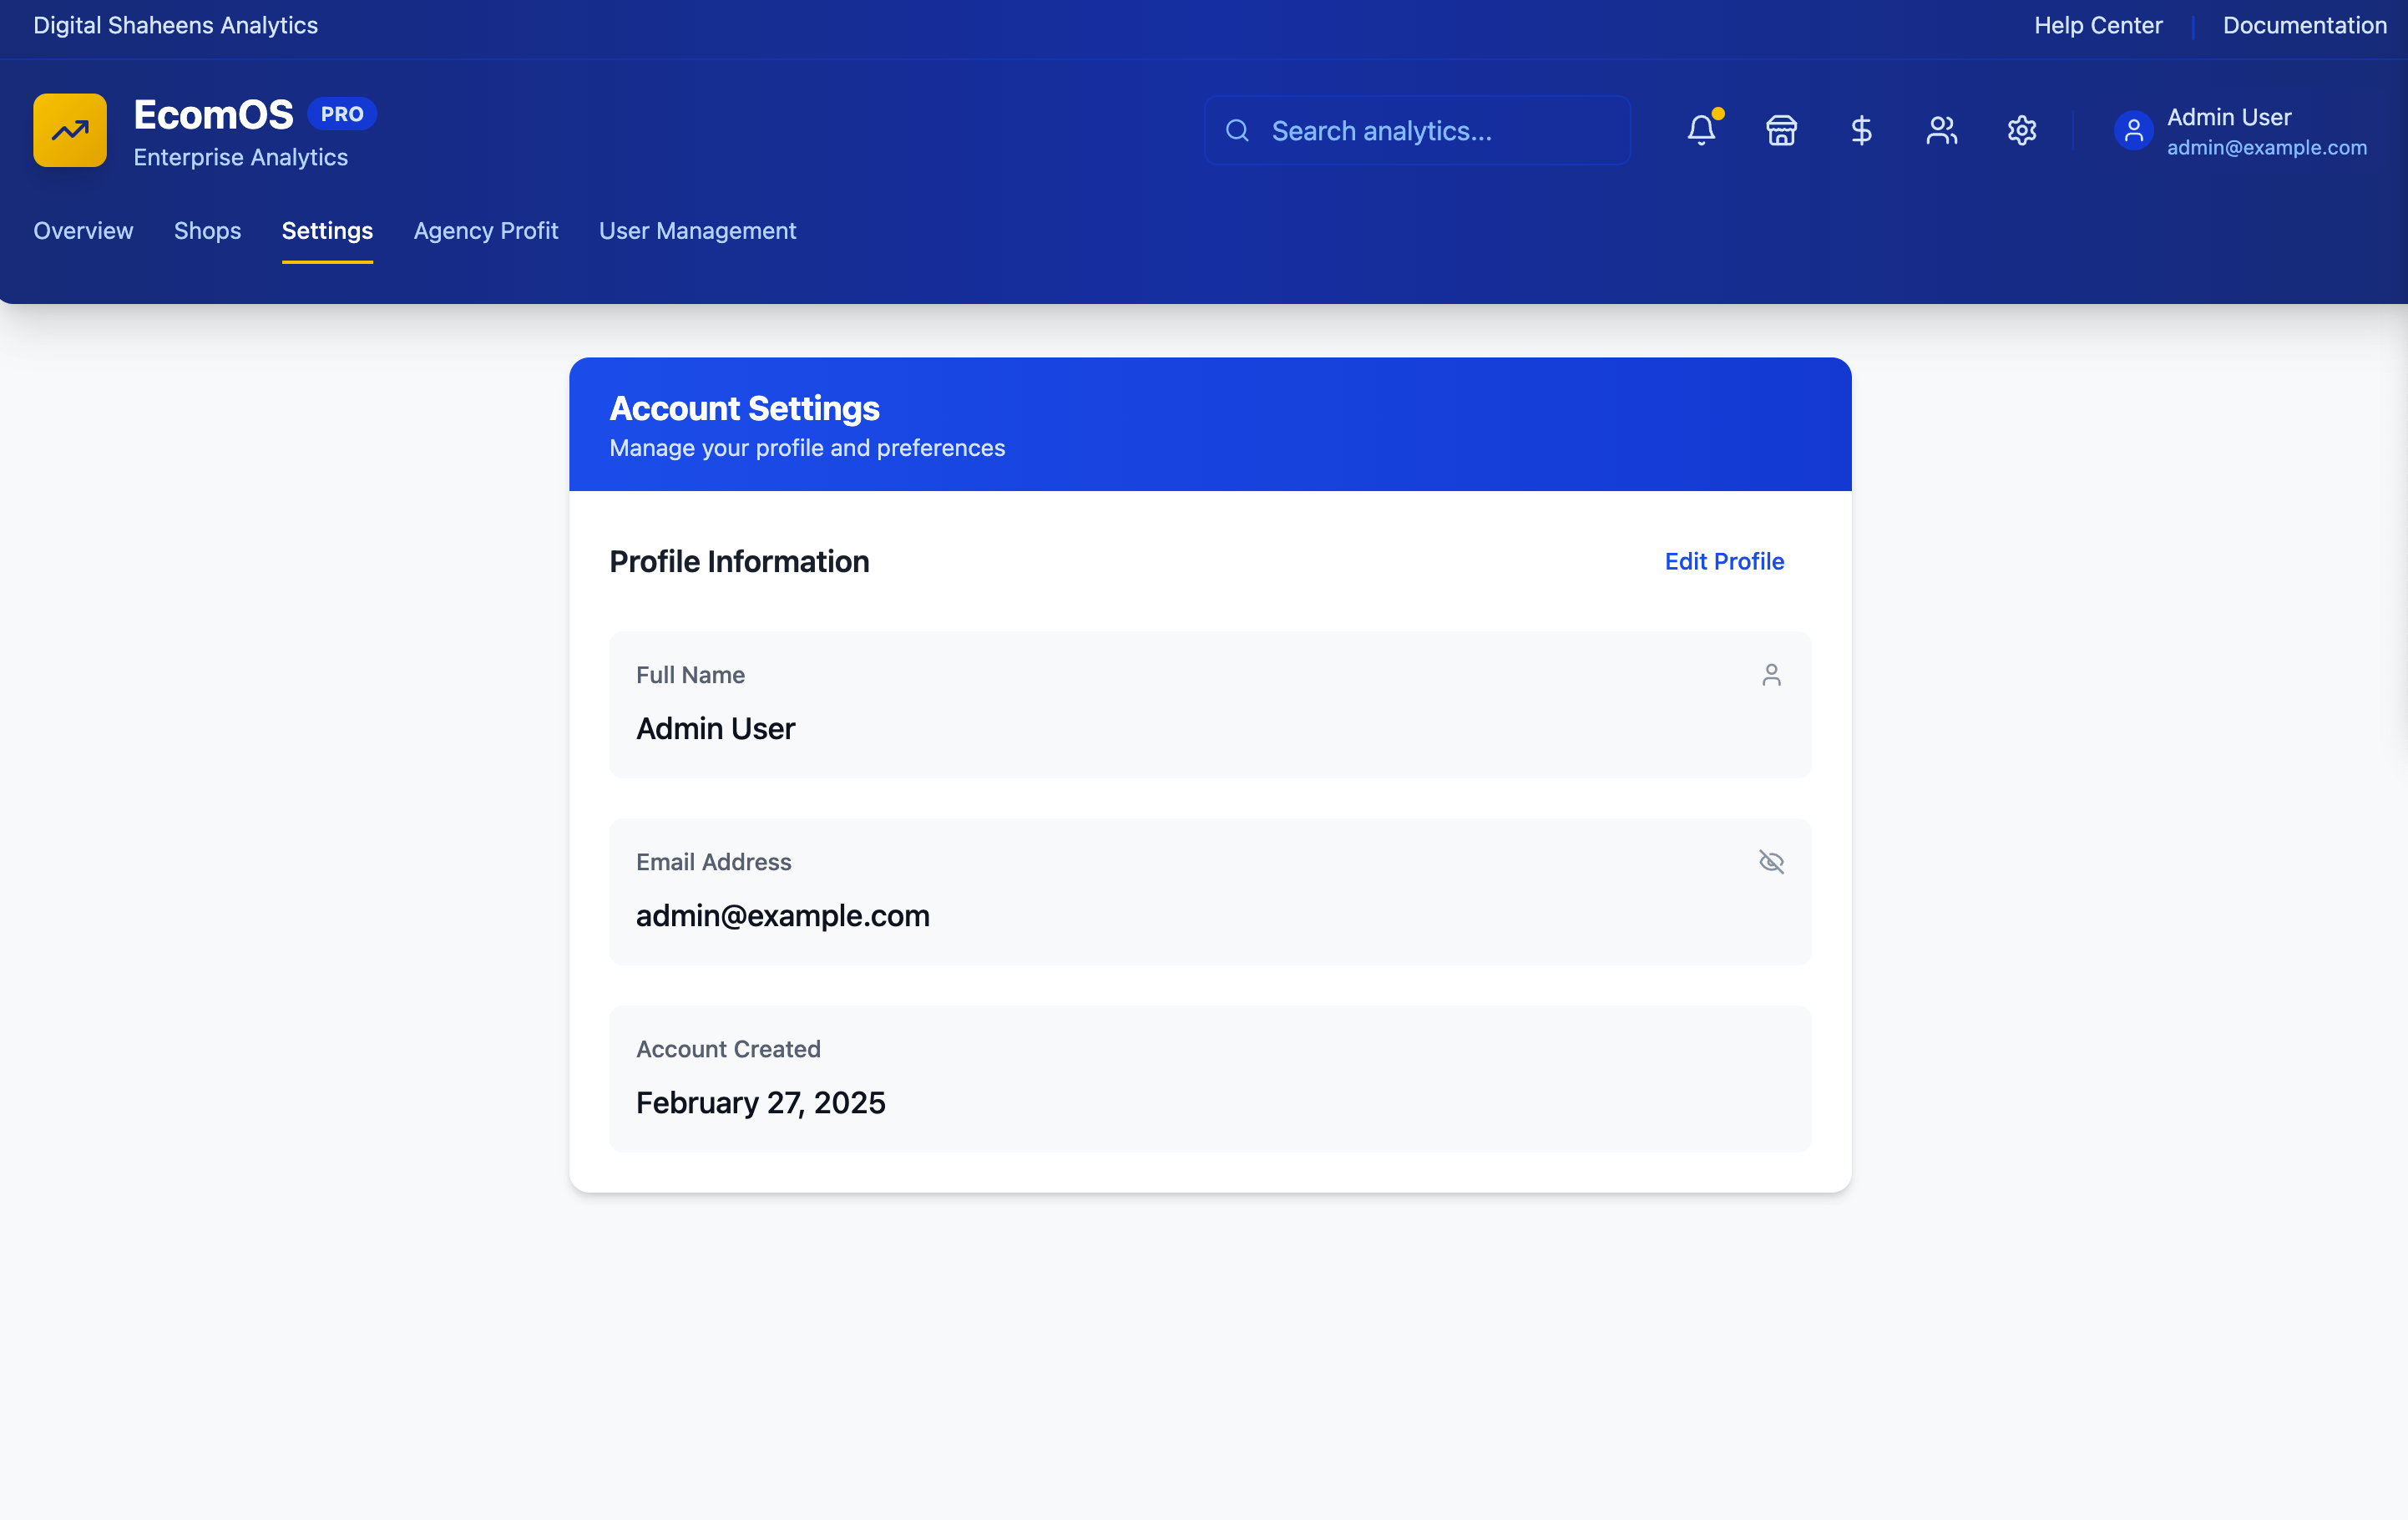 Digital Shaheens Analytics
Help Center
Documentation
EcomOS PRO
Enterprise Analytics
Search analytics...
Admin User
admin@example.com
Overview
Shops
Settings
Agency Profit
User Management
Account Settings
Manage your profile and preferences
Profile Information
Edit Profile
Full Name
Admin User
Email Address
admin@example.com
Account Created
February 27, 2025